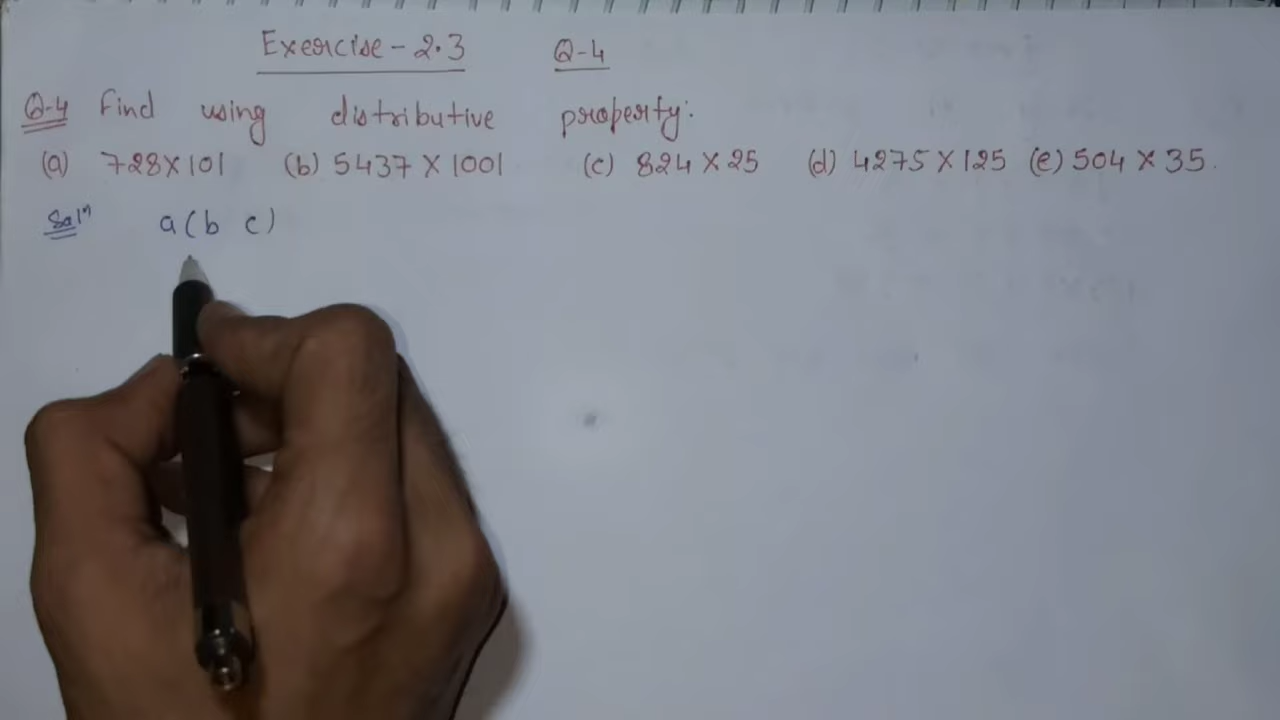 Exercise - 2.3 Q-4
Q-4 Find using distributive property:
(a) 728 X 101 (b) 5437 X 1001 (c) 824 X 25 (d) 4275 X 125 (e) 504 X 35.
Solⁿ a(b c)